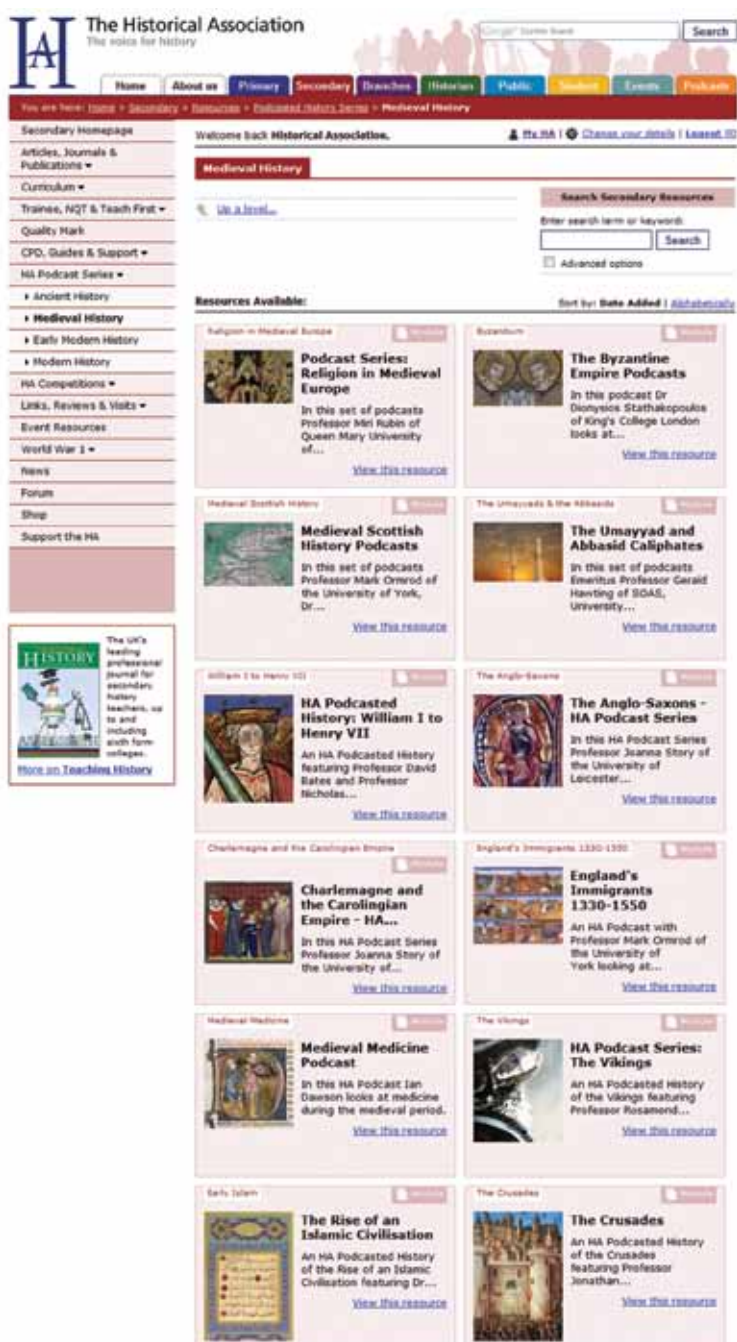 The Historical Association
The voice for history
Search
Home About us Primary Secondary Branches Historian Public Student Events Podcasts
You are here: Home > Secondary > Resources > Podcasted History Series > Medieval History
Secondary Homepage
Articles, Journals &
Publications
Curriculum
Trainee, NQT & Teach First
Quality Mark
CPD, Guides & Support
HA Podcast Series
Ancient History
Medieval History
Early Modern History
Modern History
HA Competitions
Links, Reviews & Visits
Event Resources
World War 1
News
Forum
Shop
Support the HA
HISTORY
The UK's
leading
professional
journal for
secondary
history
teachers, up
to and
including
sixth form
colleges.
More on Teaching History
Welcome back Historical Association.
My HA | Change your details | Logout
Medieval History
Up a level...
Search Secondary Resources
Enter search term or keyword:
Search
Advanced options
Resources Available:
Sort by: Date Added | Alphabetically
Religion in Medieval Europe
Podcast Series:
Religion in Medieval
Europe
In this set of podcasts
Professor Miri Rubin of
Queen Mary University
of...
View this resource
Byzantium
The Byzantine
Empire Podcasts
In this podcast Dr
Dionysios Stathakopoulos
of King's College London
looks at...
View this resource
Medieval Scottish History
Medieval Scottish
History Podcasts
In this set of podcasts
Professor Mark Ormrod of
the University of York,
Dr...
View this resource
The Umayyads & the Abbasids
The Umayyad and
Abbasid Caliphates
In this set of podcasts
Emeritus Professor Gerald
Hawting of SOAS,
University...
View this resource
William I to Henry VII
HA Podcasted
History: William I to
Henry VII
An HA Podcasted History
featuring Professor David
Bates and Professor
Nicholas...
View this resource
The Anglo-Saxons
The Anglo-Saxons -
HA Podcast Series
In this HA Podcast Series
Professor Joanna Story of
the University of
Leicester...
View this resource
Charlemagne and the Carolingian Empire
Charlemagne and
the Carolingian
Empire - HA...
In this HA Podcast Series
Professor Joanna Story of
the University of...
View this resource
England's Immigrants 1330-1550
England's
Immigrants
1330-1550
An HA Podcast with
Professor Mark Ormrod of
the University of
York looking at...
View this resource
Medieval Medicine
Medieval Medicine
Podcast
In this HA Podcast Ian
Dawson looks at medicine
during the medieval period.
View this resource
The Vikings
HA Podcast Series:
The Vikings
An HA Podcasted History
of the Vikings featuring
Professor Rosamond...
View this resource
Early Islam
The Rise of an
Islamic Civilisation
An HA Podcasted History
of the Rise of an Islamic
Civilisation featuring Dr...
View this resource
The Crusades
The Crusades
An HA Podcasted History
of the Crusades
featuring Professor
Jonathan...
View this resource